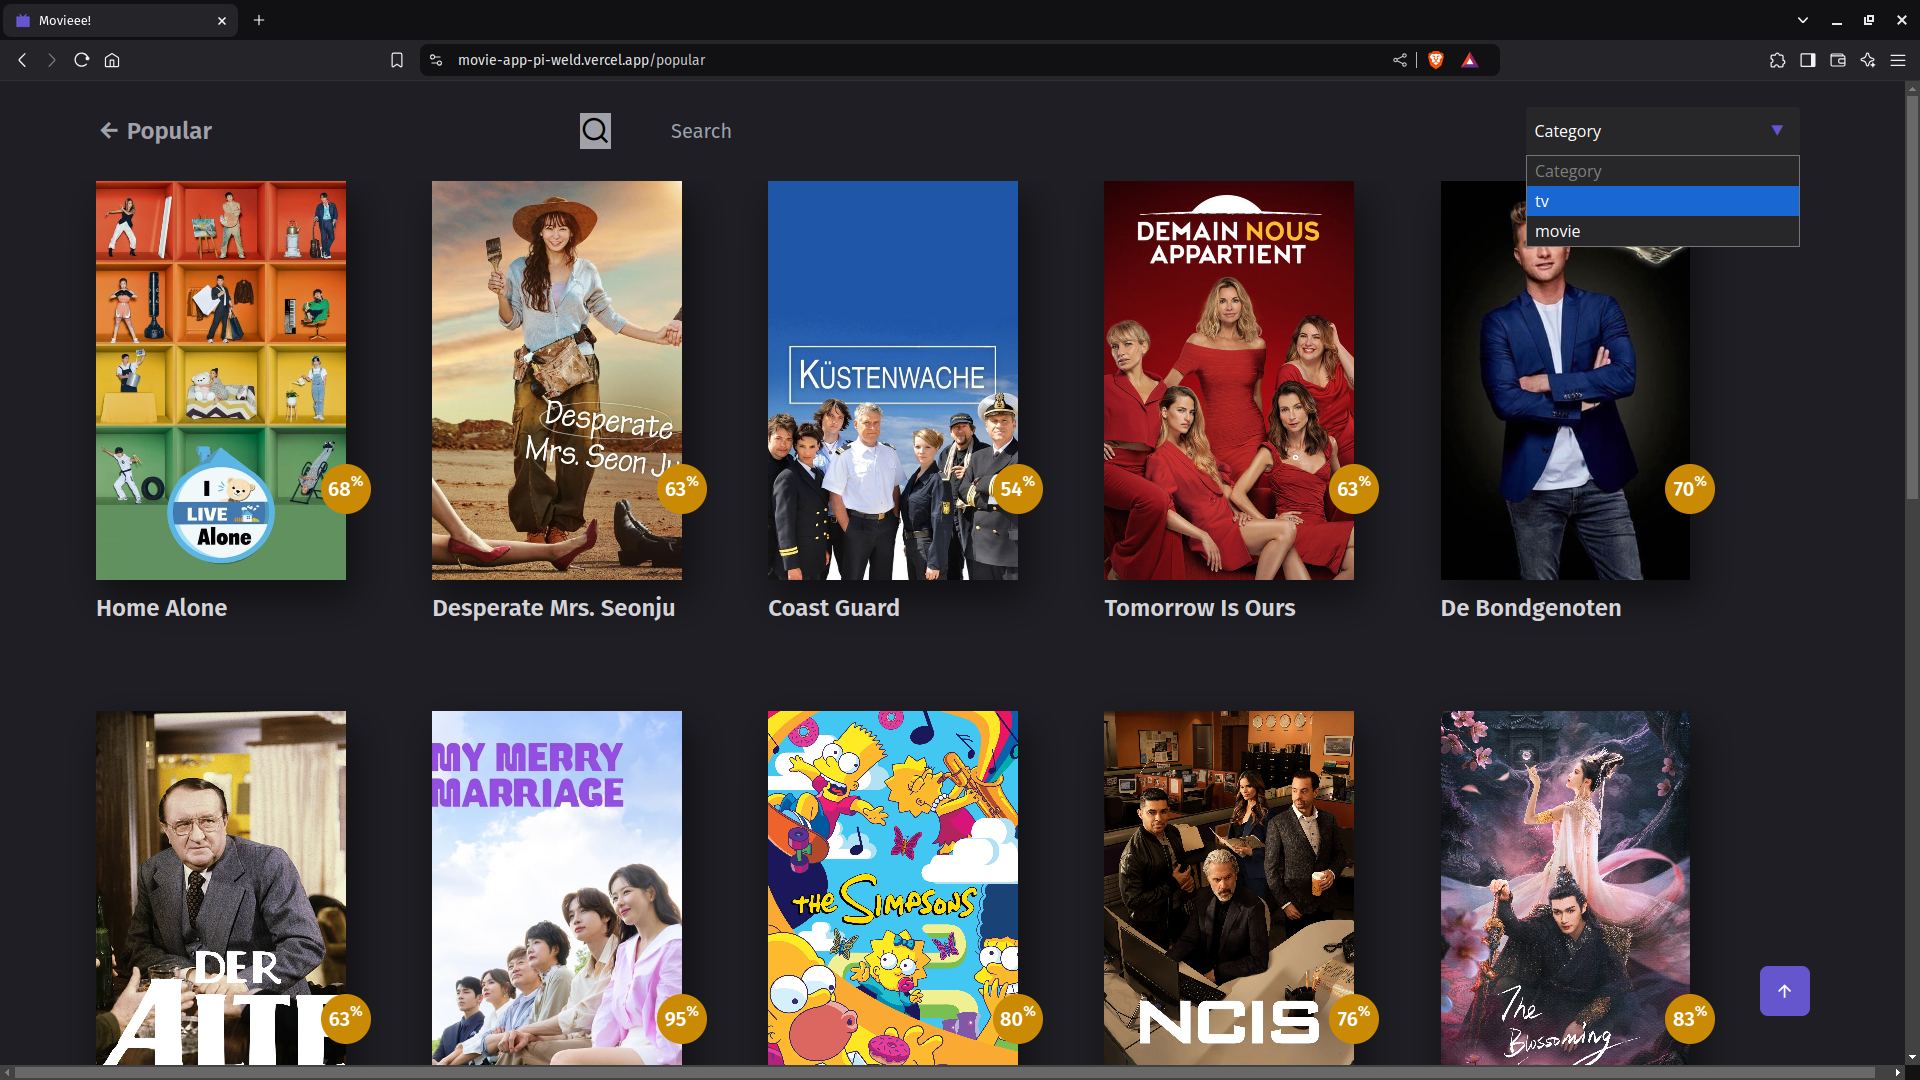 Movieee!
movie-app-pi-weld.vercel.app/popular
Popular
Search
Category
Category
tv
movie
I
LIVE
Alone
68%
Home Alone
Desperate
Mrs. Seon Ju
63%
Desperate Mrs. Seonju
KÜSTENWACHE
54%
Coast Guard
DEMAIN NOUS
APPARTIENT
63%
Tomorrow Is Ours
70%
De Bondgenoten
DER
ALTE
63%
MY MERRY
MARRIAGE
95%
THE SIMPSONS
80%
NCIS
76%
The
Blossoming
83%